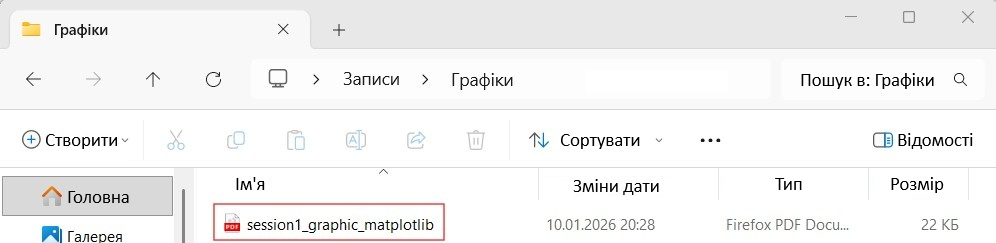 Графіки
Записи Графіки Пошук в: Графіки
Створити Сортувати Відомості
Головна Ім'я Зміни дати Тип Розмір
PDF session1_graphic_matplotlib 10.01.2026 20:28 Firefox PDF Docu... 22 КБ
Галерея